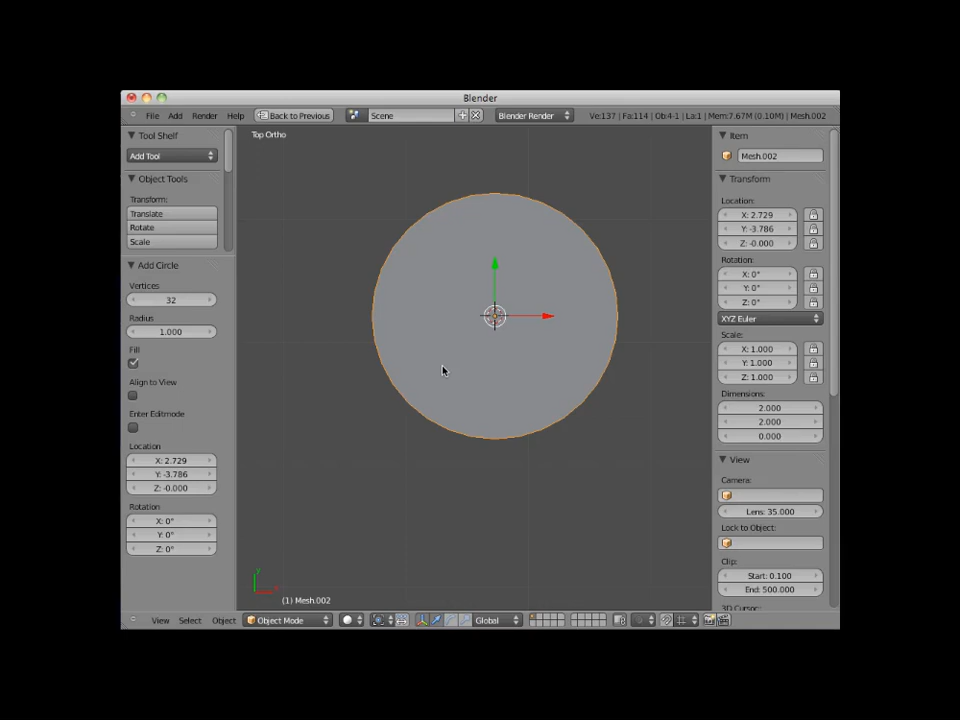 Blender
File Add Render Help Back to Previous Scene Blender Render Ve:137 | Fa:114 | Ob:4-1 | La:1 | Mem:7.67M (0.10M) | Mesh.002
Tool Shelf
Add Tool
Object Tools
Transform:
Translate
Rotate
Scale
Add Circle
Vertices
32
Radius
1.000
Fill
Align to View
Enter Editmode
Location
X: 2.729
Y: -3.786
Z: -0.000
Rotation
X: 0°
Y: 0°
Z: 0°
Top Ortho
(1) Mesh.002
Item
Mesh.002
Transform
Location:
X: 2.729
Y: -3.786
Z: -0.000
Rotation:
X: 0°
Y: 0°
Z: 0°
XYZ Euler
Scale:
X: 1.000
Y: 1.000
Z: 1.000
Dimensions:
2.000
2.000
0.000
View
Camera:
Lens: 35.000
Lock to Object:
Clip:
Start: 0.100
End: 500.000
3D Cursor:
View Select Object Object Mode Global